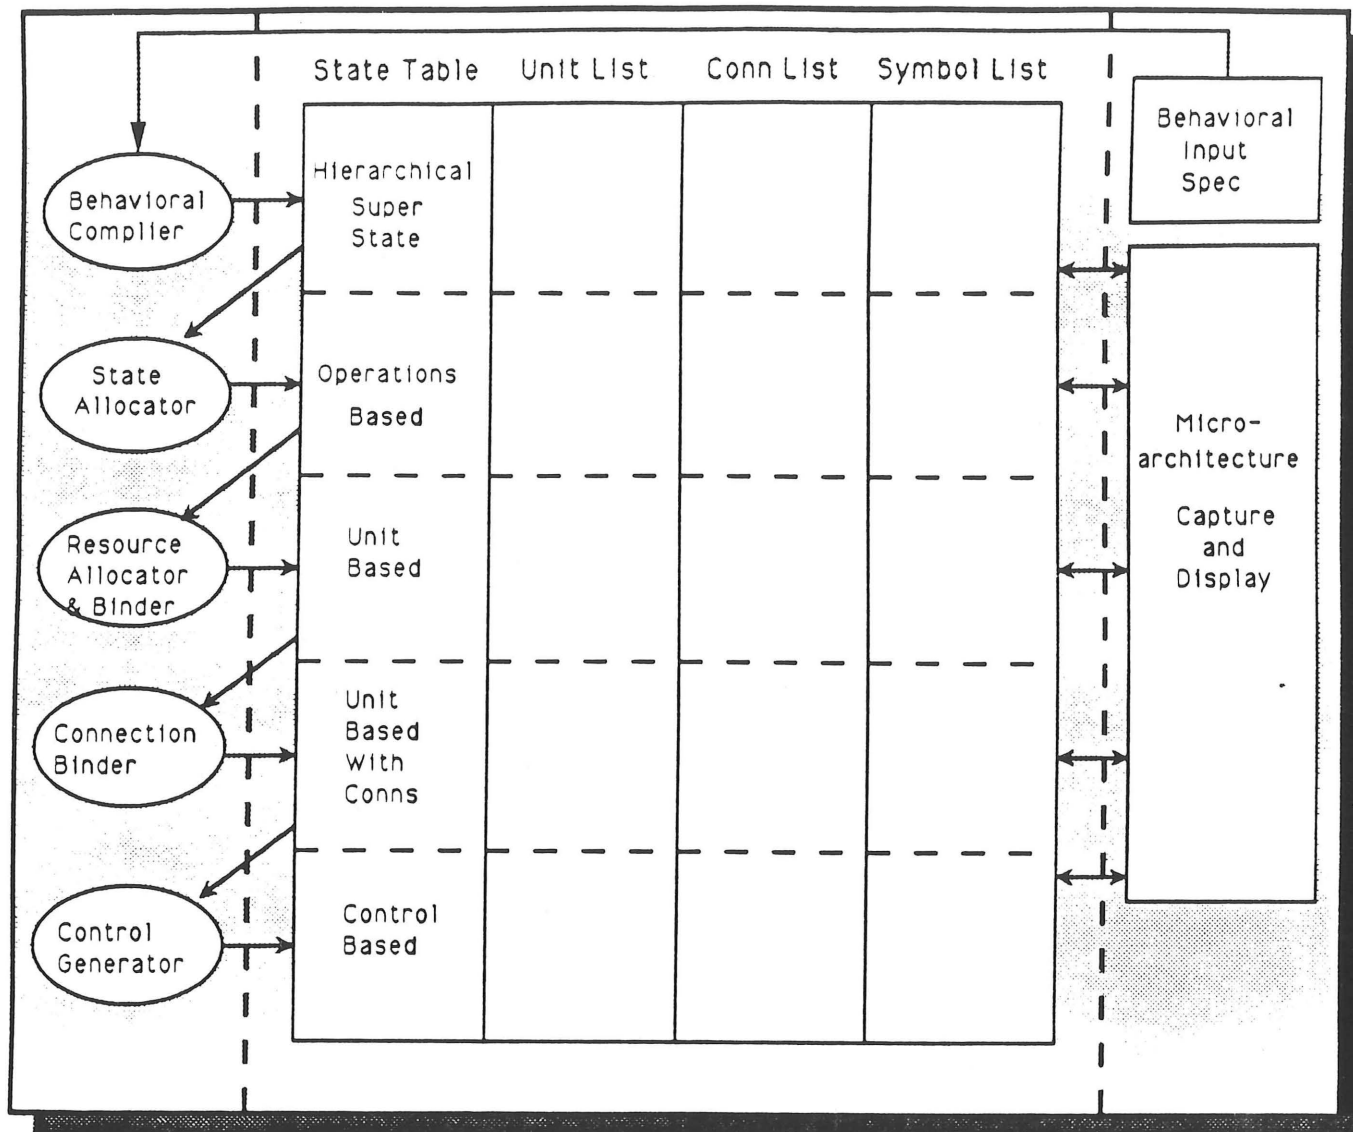 State Table
Unit List
Conn List
Symbol List
Behavioral
Input
Spec
Behavioral
Complier
Hierarchical
Super
State
State
Allocator
Operations
Based
Micro-
architecture
Capture
and
Display
Resource
Allocator
& Binder
Unit
Based
Connection
Binder
Unit
Based
With
Conns
Control
Generator
Control
Based